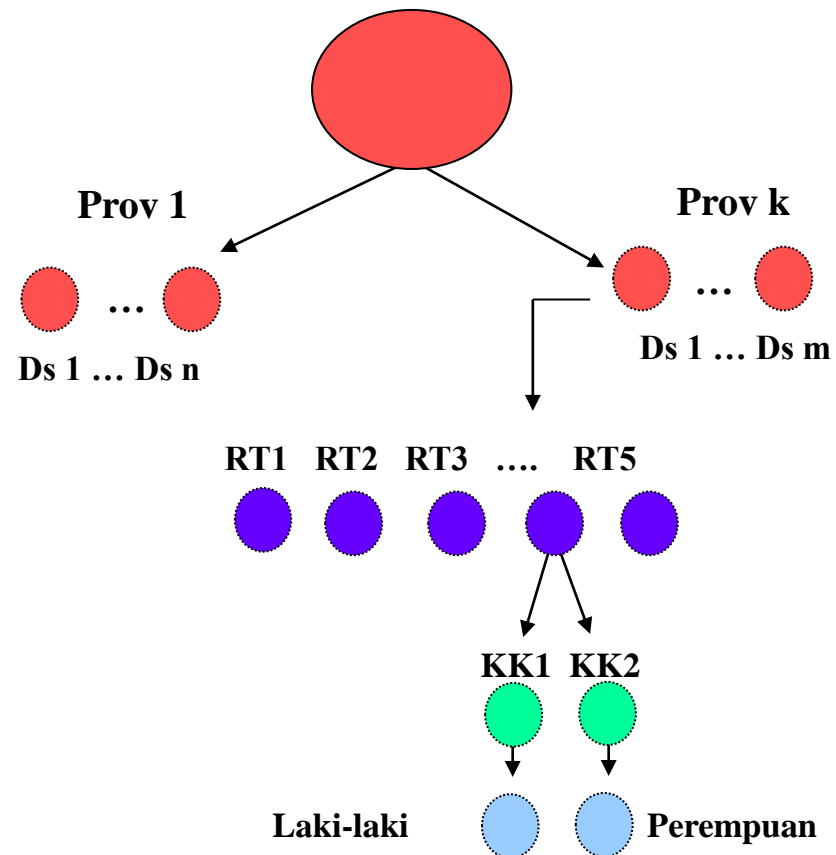 Prov 1
Prov k
...
...
Ds 1 … Ds n
Ds 1 … Ds m
RT1 RT2 RT3 …. RT5
KK1 KK2
Laki-laki
Perempuan